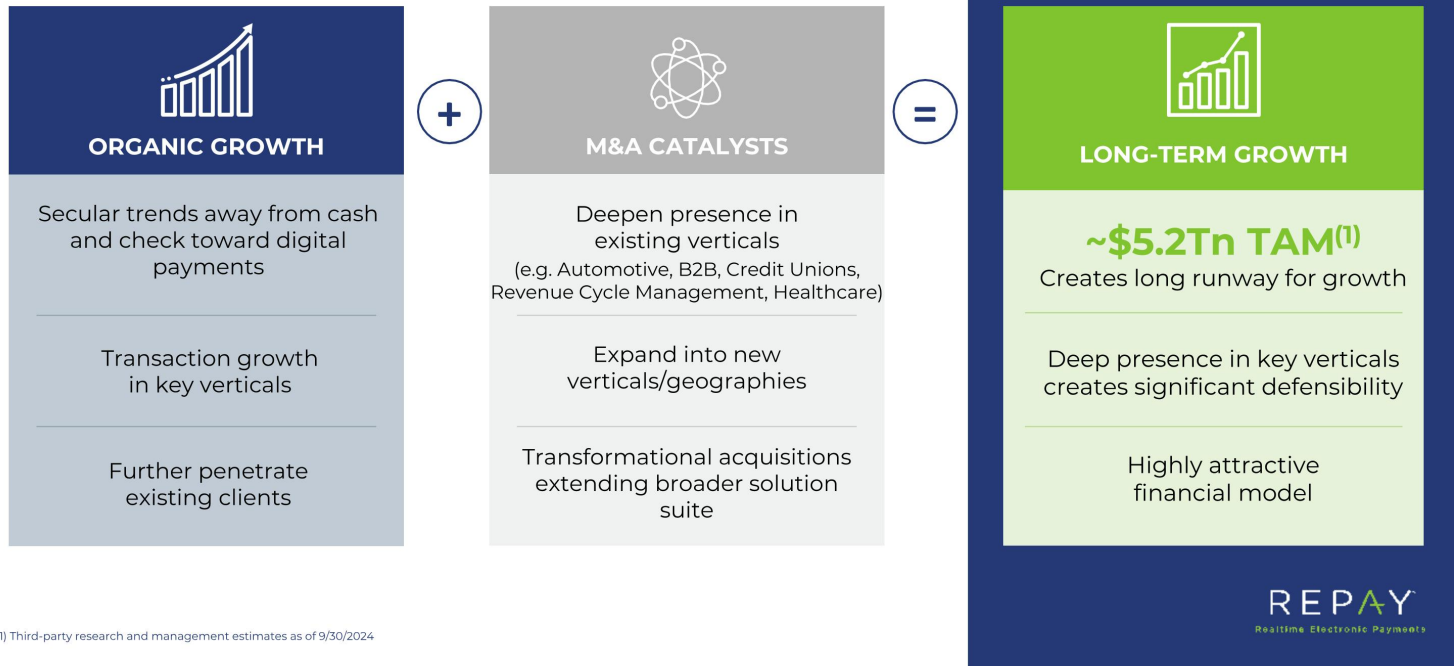 ORGANIC GROWTH
Secular trends away from cash
and check toward digital
payments
Transaction growth
in key verticals
Further penetrate
existing clients
+
M&A CATALYSTS
Deepen presence in
existing verticals
(e.g. Automotive, B2B, Credit Unions,
Revenue Cycle Management, Healthcare)
Expand into new
verticals/geographies
Transformational acquisitions
extending broader solution
suite
=
LONG-TERM GROWTH
~$5.2Tn TAM(1)
Creates long runway for growth
Deep presence in key verticals
creates significant defensibility
Highly attractive
financial model
REPAY
Realtime Electronic Payments
1) Third-party research and management estimates as of 9/30/2024